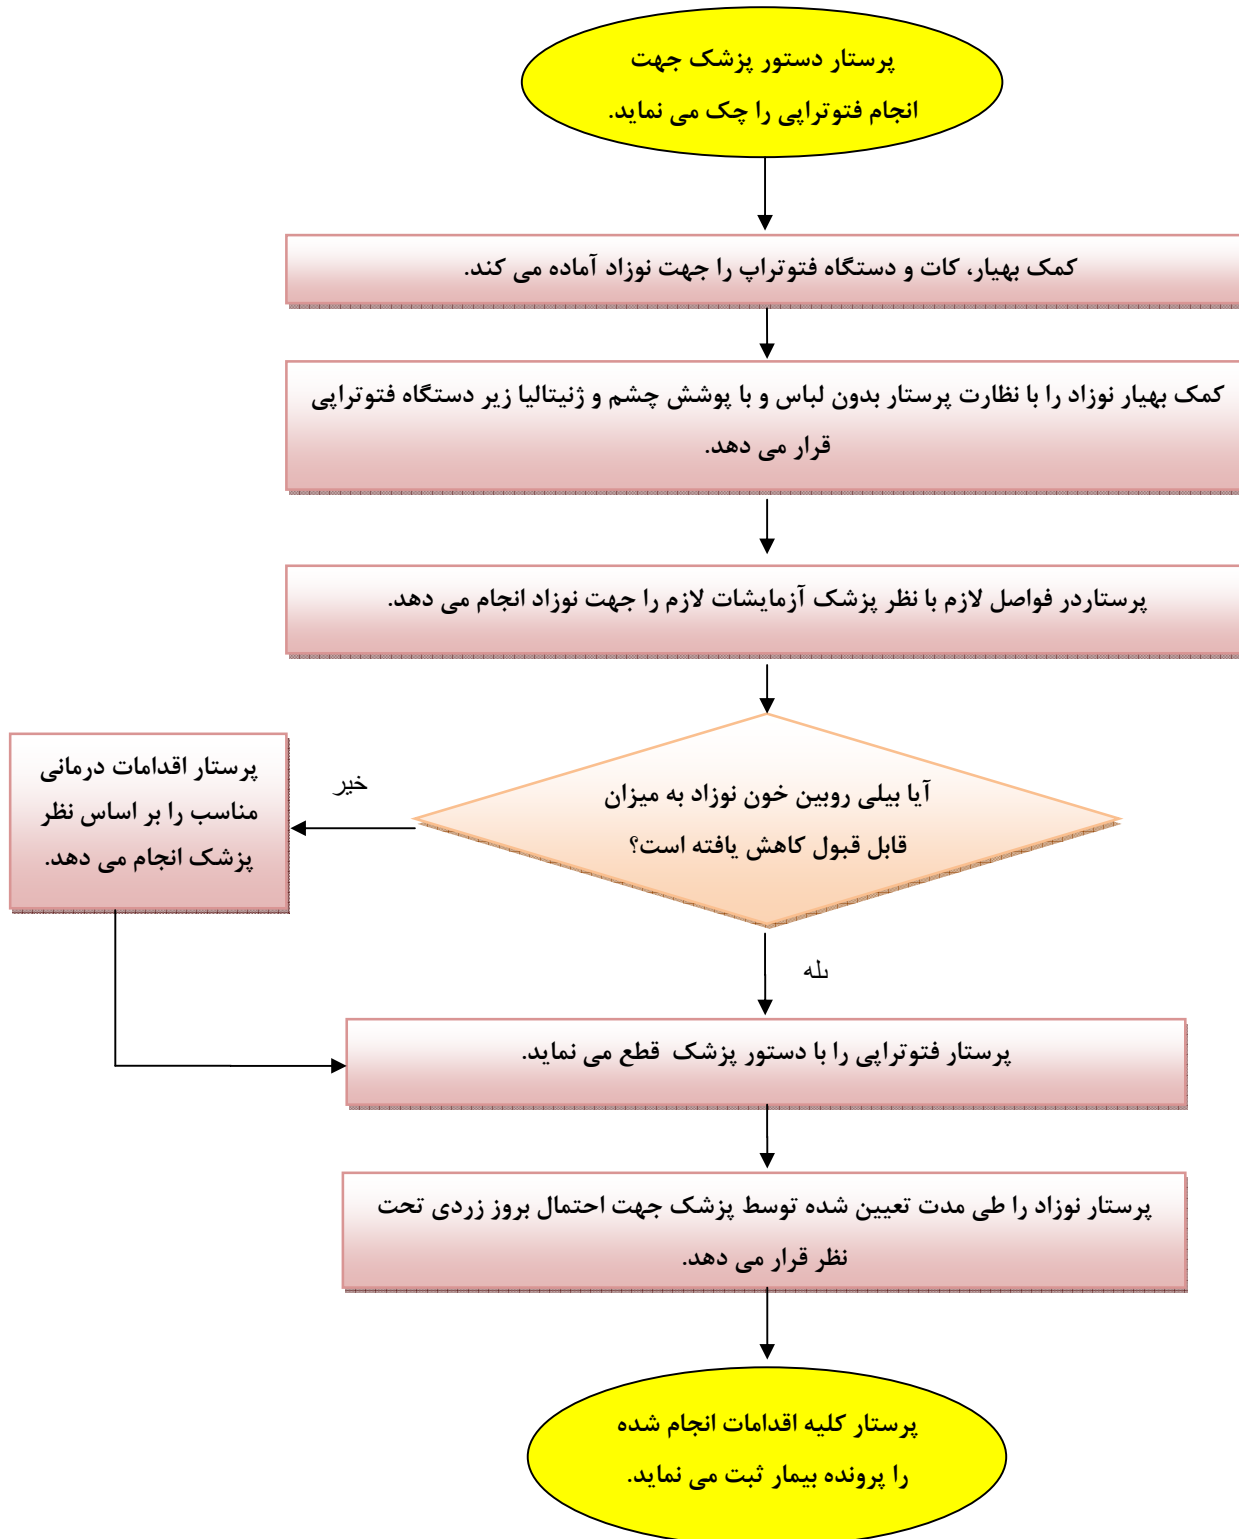 پرستار دستور پزشک جهت
انجام فتوتراپی را چک می نماید.
کمک بهیار، کات و دستگاه فتوتراپ را جهت نوزاد آماده می کند.
کمک بهیار نوزاد را با نظارت پرستار بدون لباس و با پوشش چشم و ژنیتالیا زیر دستگاه فتوتراپی
قرار می دهد.
پرستاردر فواصل لازم با نظر پزشک آزمایشات لازم را جهت نوزاد انجام می دهد.
آیا بیلی روبین خون نوزاد به میزان
قابل قبول کاهش یافته است؟
خیر
پرستار اقدامات درمانی
مناسب را بر اساس نظر
پزشک انجام می دهد.
بله
پرستار فتوتراپی را با دستور پزشک قطع می نماید.
پرستار نوزاد را طی مدت تعیین شده توسط پزشک جهت احتمال بروز زردی تحت
نظر قرار می دهد.
پرستار کلیه اقدامات انجام شده
را پرونده بیمار ثبت می نماید.